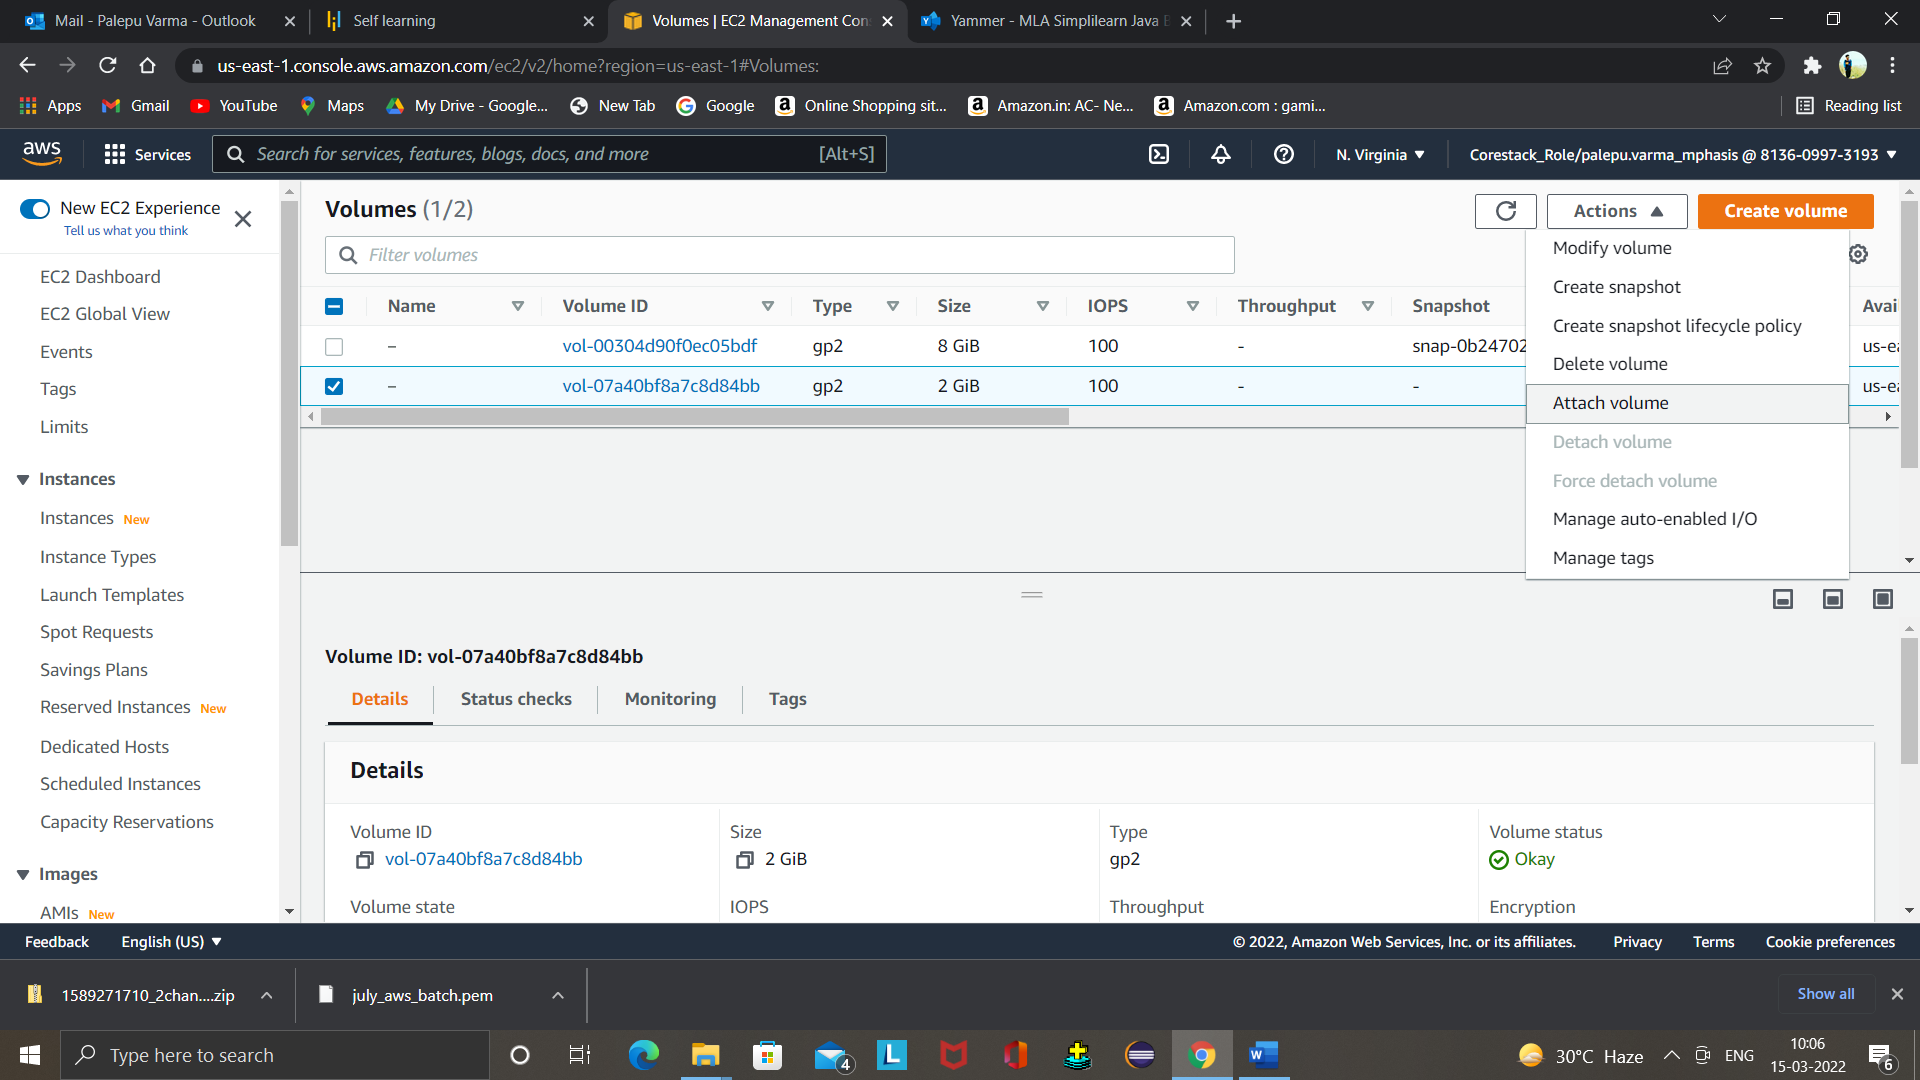 Mail - Palepu Varma - Outlook
Self learning
Volumes | EC2 Management Con
Yammer - MLA Simplilearn Java
us-east-1.console.aws.amazon.com/ec2/v2/home?region=us-east-1#Volumes:
Apps
Gmail
YouTube
Maps
My Drive - Google...
New Tab
Google
Online Shopping sit...
Amazon.in: AC- Ne...
Amazon.com : gami...
Reading list
aws
Services
Search for services, features, blogs, docs, and more
[Alt+S]
N. Virginia
Corestack_Role/palepu.varma_mphasis @ 8136-0997-3193
New EC2 Experience
Tell us what you think
EC2 Dashboard
EC2 Global View
Events
Tags
Limits
Instances
Instances New
Instance Types
Launch Templates
Spot Requests
Savings Plans
Reserved Instances New
Dedicated Hosts
Scheduled Instances
Capacity Reservations
Images
AMIs New
Volumes (1/2)
Actions
Create volume
Filter volumes
Name Volume ID Type Size IOPS Throughput Snapshot Avai
– vol-00304d90f0ec05bdf gp2 8 GiB 100 - snap-0b24702 us-ea
– vol-07a40bf8a7c8d84bb gp2 2 GiB 100 - - us-ea
Modify volume
Create snapshot
Create snapshot lifecycle policy
Delete volume
Attach volume
Detach volume
Force detach volume
Manage auto-enabled I/O
Manage tags
Volume ID: vol-07a40bf8a7c8d84bb
Details
Status checks
Monitoring
Tags
Details
Volume ID
vol-07a40bf8a7c8d84bb
Size
2 GiB
Type
gp2
Volume status
Okay
Volume state
IOPS
Throughput
Encryption
Feedback
English (US)
© 2022, Amazon Web Services, Inc. or its affiliates.
Privacy
Terms
Cookie preferences
1589271710_2chan....zip
july_aws_batch.pem
Show all
Type here to search
4
L
W
30°C Haze
ENG
10:06
15-03-2022
6